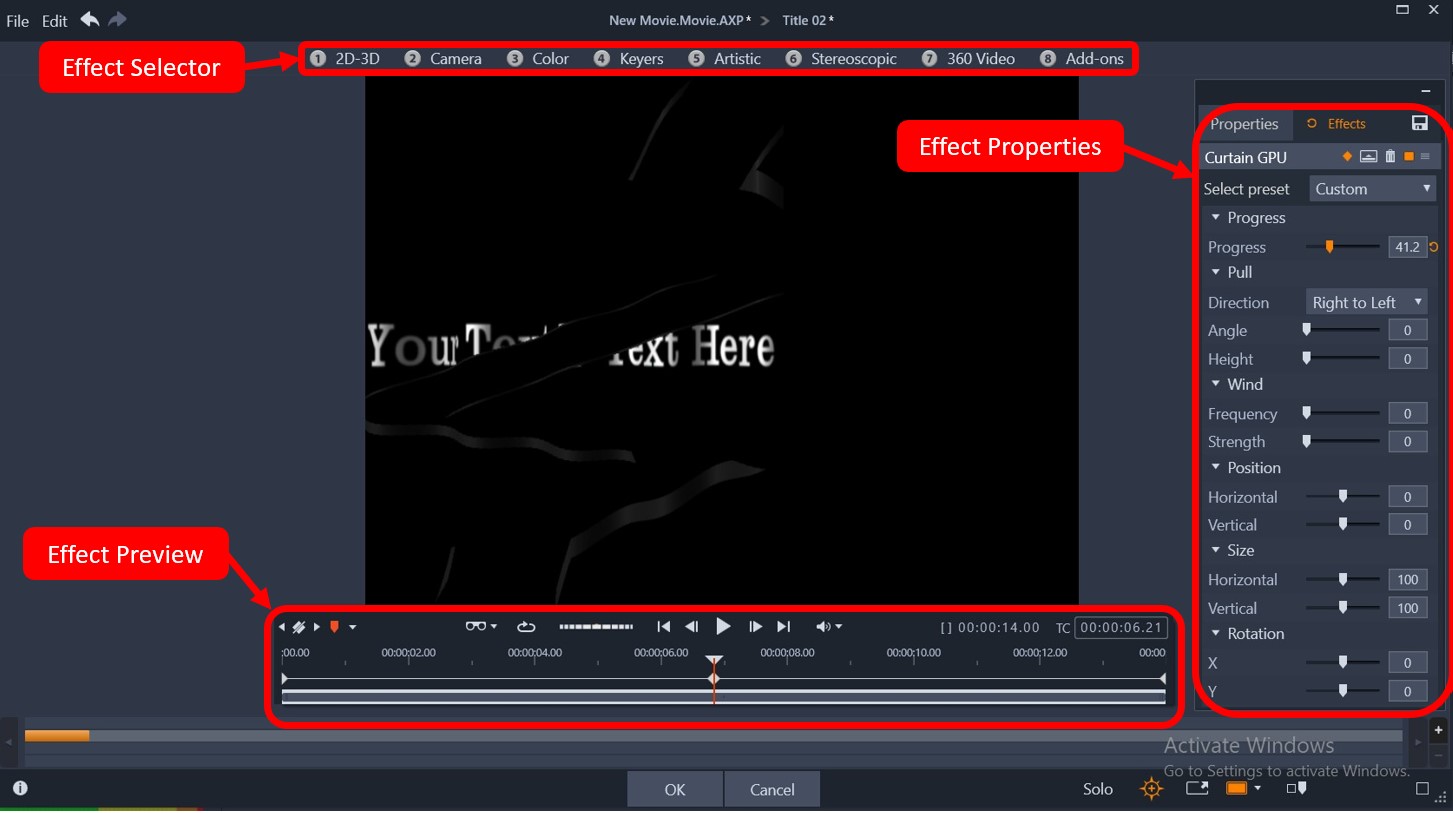 New Movie.Movie.AXP* > Title 02 *
File Edit
Effect Selector
1 2D-3D 2 Camera 3 Color 4 Keyers 5 Artistic 6 Stereoscopic 7 360 Video 8 Add-ons
Effect Properties
Properties Effects
Curtain GPU
Select preset Custom
Progress
Progress 41.2
Pull
Direction Right to Left
Angle 0
Height 0
Wind
Frequency 0
Strength 0
Position
Horizontal 0
Vertical 0
Size
Horizontal 100
Vertical 100
Rotation
X 0
Y 0
Your Text Text Here
Effect Preview
[] 00:00:14.00 TC 00:00:06.21
:00.00 00:00:02.00 00:00:04.00 00:00:06.00 00:00:08.00 00:00:10.00 00:00:12.00 00:00
Activate Windows
Go to Settings to activate Windows.
OK Cancel
Solo